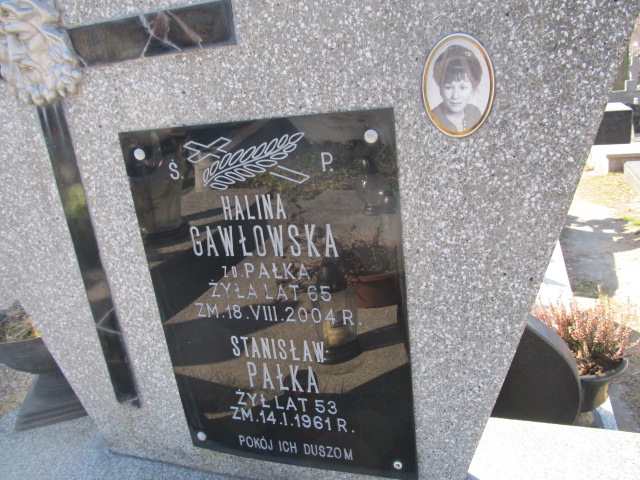 Ś. P.
HALINA
GAWŁOWSKA
ZD. PAŁKA
ŻYŁA LAT 65
ZM. 18. VIII. 2004 R.
STANISŁAW
PAŁKA
ŻYŁ LAT 53
ZM. 14. I. 1961 R.
POKÓJ ICH DUSZOM